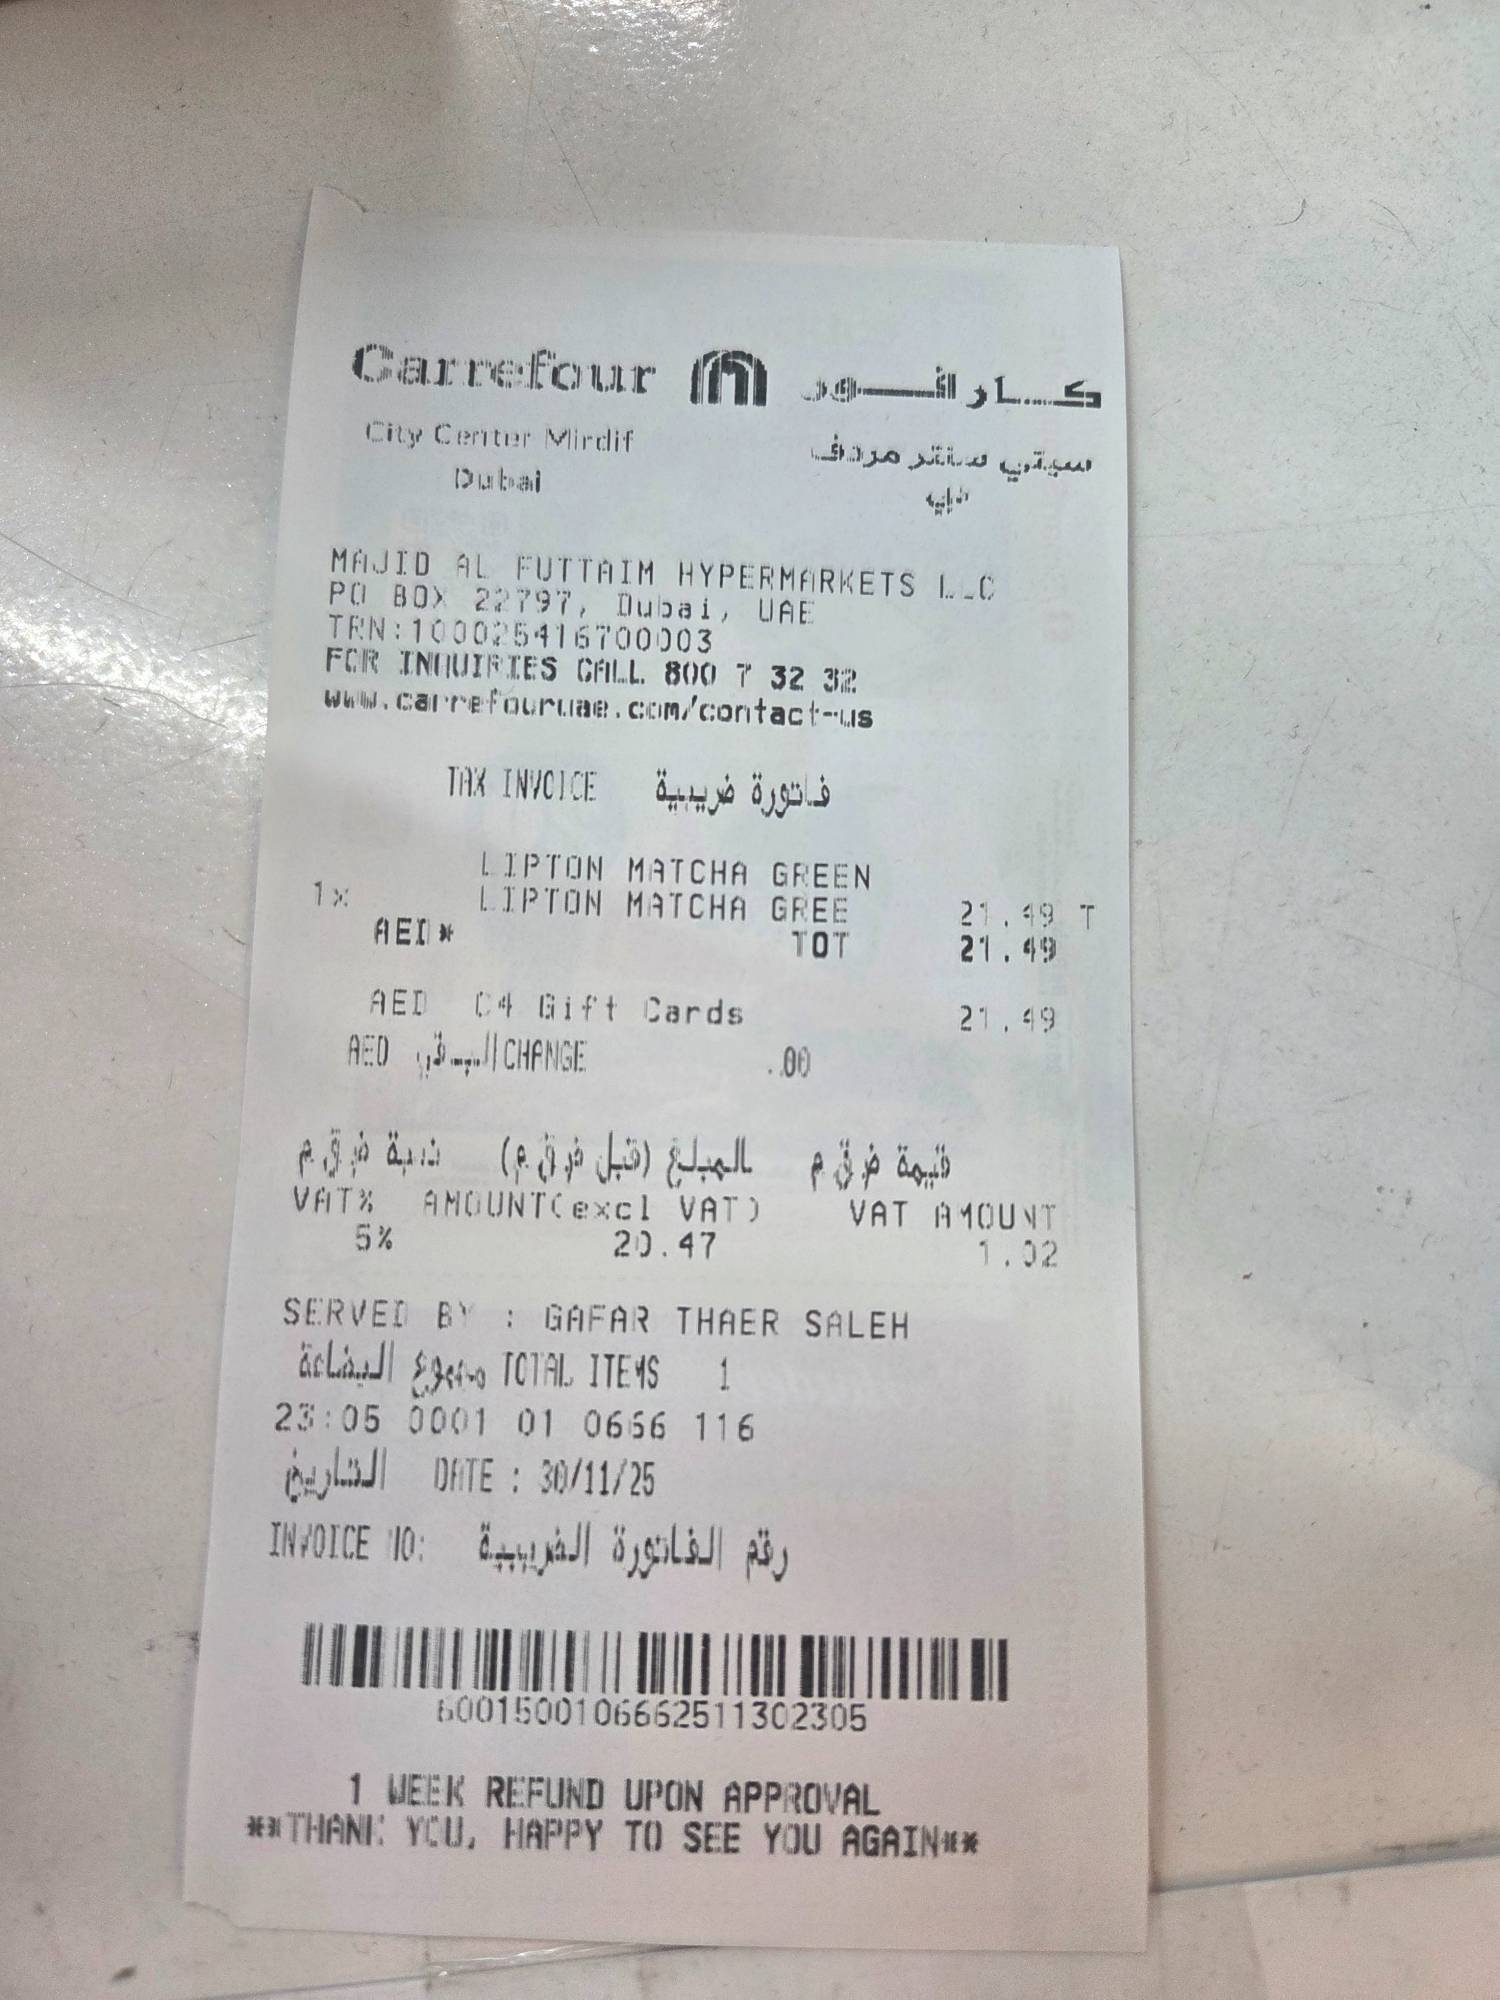 Carrefour كارفور
City Center Mirdif سيتي سنتر مردف
Dubai دبي
MAJID AL FUTTAIM HYPERMARKETS LLC
PO BOX 22797, Dubai, UAE
TRN:100025416700003
FOR INQUIRIES CALL 800 7 32 32
www.carrefouruae.com/contact-us
TAX INVOICE فاتورة ضريبية
LIPTON MATCHA GREEN
1x LIPTON MATCHA GREE 21.49 T
AED* TOT 21.49
AED C4 Gift Cards 21.49
AED الباقي CHANGE .00
نسبة ض ق م المبلغ (قبل ض ق م) قيمة ض ق م
VAT% AMOUNT(excl VAT) VAT AMOUNT
5% 20.47 1.02
SERVED BY : GAFAR THAER SALEH
مجموع البضاعة TOTAL ITEMS 1
23:05 0001 01 0666 116
التاريخ DATE : 30/11/25
INVOICE NO: رقم الفاتورة الضريبية
6001500106662511302305
1 WEEK REFUND UPON APPROVAL
**THANK YOU, HAPPY TO SEE YOU AGAIN**